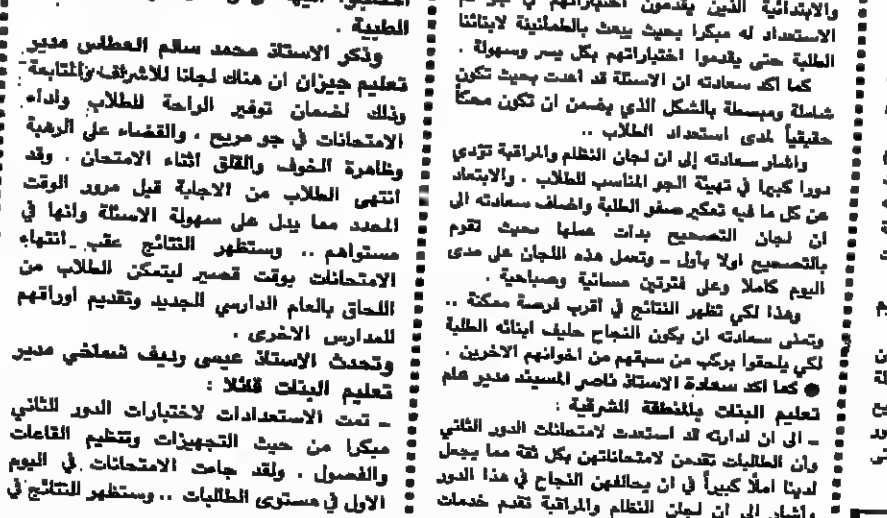 والابتدائية الذين يقدمون اختباراتهم في
الاستعداد له مبكرا بحيث يبعث بالطمانينة لابنائنا
الطلبة حتى يقدموا اختباراتهم بكل يسر وسهولة .
كما اكد سعادته ان الاسئلة قد اعدت بحيث تكون
شاملة ومبسطة بالشكل الذي يضمن ان تكون محكاً
حقيقياً لمدى استعداد الطلاب ..
واشار سعادته إلى ان لجان النظام والمراقبة تؤدي
دورا كبيرا في تهيئة الجو المناسب للطلاب . والابتعاد
عن كل ما فيه تعكير صفو الطلبة واضاف سعادته الى
ان لجان التصحيح بدات عملها بحيث تقوم
بالتصحيح اولا بأول ـ وتعمل هذه اللجان على مدى
اليوم كاملا وعلى فترتين مسائية وصباحية .
وهذا لكي تظهر النتائج في أقرب فرصة ممكنة ..
وتمنى سعادته ان يكون النجاح حليف ابنائه الطلبة
لكي يلحقوا بركب من سبقهم من اخوانهم الاخرين .
● كما اكد سعادة الاستاذ ناصر المسيند مدير عام
تعليم البنات بالمنطقة الشرقية :
ـ الى ان ادارته قد استعدت لامتحانات الدور الثاني
وأن الطالبات تقدمن لامتحاناتهن بكل ثقة مما يجعل
لدينا املًا كبيراً في ان يحالفهن النجاح في هذا الدور
وأشار الى ان لجان النظام والمراقبة تقدم خدمات
الطبية .
وذكر الاستاذ محمد سالم العطاس مدير
تعليم جيزان ان هناك لجانا للاشراف والمتابعة
وذلك لضمان توفير الراحة للطلاب واداء
الامتحانات في جو مريح ، والقضاء على الرهبة
وظاهرة الخوف والقلق اثناء الامتحان . وقد
انتهى الطلاب من الاجابة قبل مرور الوقت
المحدد مما يدل على سهولة الاسئلة وانها في
مستواهم .. وستظهر النتائج عقب انتهاء
الامتحانات بوقت قصير ليتمكن الطلاب من
اللحاق بالعام الدارسي الجديد وتقديم اوراقهم
للمدارس الاخرى .
وتحدث الاستاذ عيسى رديف شماخي مدير
تعليم البنات قائلا :
ـ تمت الاستعدادات لاختبارات الدور الثاني
مبكرا من حيث التجهيزات وتنظيم القاعات
والفصول . ولقد جاءت الامتحانات في اليوم
الاول في مستوى الطالبات .. وستظهر النتائج في